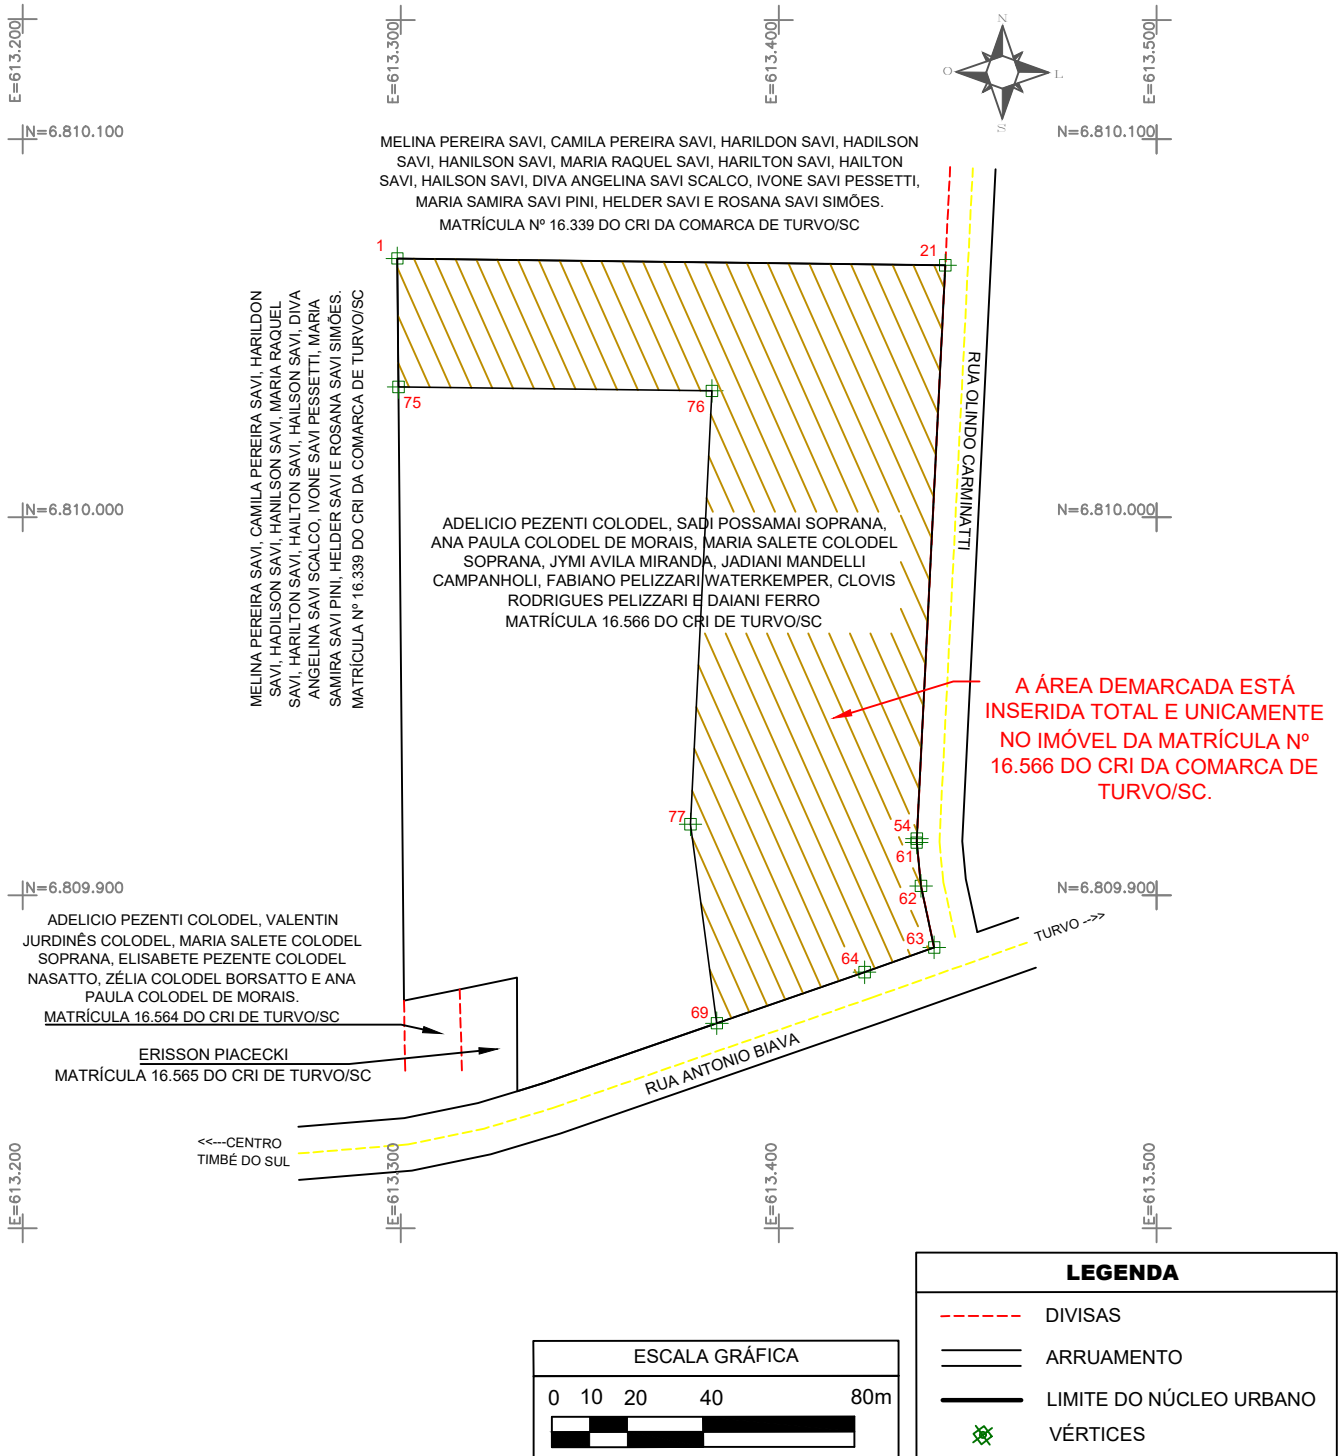 E=613.200
E=613.300
E=613.400
E=613.500
N
O
L
S
N=6.810.100
N=6.810.100
MELINA PEREIRA SAVI, CAMILA PEREIRA SAVI, HARILDON SAVI, HADILSON
SAVI, HANILSON SAVI, MARIA RAQUEL SAVI, HARILTON SAVI, HAILTON
SAVI, HAILSON SAVI, DIVA ANGELINA SAVI SCALCO, IVONE SAVI PESSETTI,
MARIA SAMIRA SAVI PINI, HELDER SAVI E ROSANA SAVI SIMÕES.
MATRÍCULA Nº 16.339 DO CRI DA COMARCA DE TURVO/SC
1
21
MELINA PEREIRA SAVI, CAMILA PEREIRA SAVI, HARILDON
SAVI, HADILSON SAVI, HANILSON SAVI, MARIA RAQUEL
SAVI, HARILTON SAVI, HAILTON SAVI, HAILSON SAVI, DIVA
ANGELINA SAVI SCALCO, IVONE SAVI PESSETTI, MARIA
SAMIRA SAVI PINI, HELDER SAVI E ROSANA SAVI SIMÕES.
MATRÍCULA Nº 16.339 DO CRI DA COMARCA DE TURVO/SC
75
76
RUA OLINDO CARMINATTI
N=6.810.000
N=6.810.000
ADELICIO PEZENTI COLODEL, SADI POSSAMAI SOPRANA,
ANA PAULA COLODEL DE MORAIS, MARIA SALETE COLODEL
SOPRANA, JYMI AVILA MIRANDA, JADIANI MANDELLI
CAMPANHOLI, FABIANO PELIZZARI WATERKEMPER, CLOVIS
RODRIGUES PELIZZARI E DAIANI FERRO
MATRÍCULA 16.566 DO CRI DE TURVO/SC
A ÁREA DEMARCADA ESTÁ
INSERIDA TOTAL E UNICAMENTE
NO IMÓVEL DA MATRÍCULA Nº
16.566 DO CRI DA COMARCA DE
TURVO/SC.
77
54
61
62
N=6.809.900
N=6.809.900
ADELICIO PEZENTI COLODEL, VALENTIN
JURDINÊS COLODEL, MARIA SALETE COLODEL
SOPRANA, ELISABETE PEZENTE COLODEL
NASATTO, ZÉLIA COLODEL BORSATTO E ANA
PAULA COLODEL DE MORAIS.
MATRÍCULA 16.564 DO CRI DE TURVO/SC
63
64
69
TURVO -->>
ERISSON PIACECKI
MATRÍCULA 16.565 DO CRI DE TURVO/SC
RUA ANTONIO BIAVA
<<---CENTRO
TIMBÉ DO SUL
E=613.200
E=613.300
E=613.400
E=613.500
LEGENDA
DIVISAS
ARRUAMENTO
LIMITE DO NÚCLEO URBANO
VÉRTICES
ESCALA GRÁFICA
0 10 20 40 80m